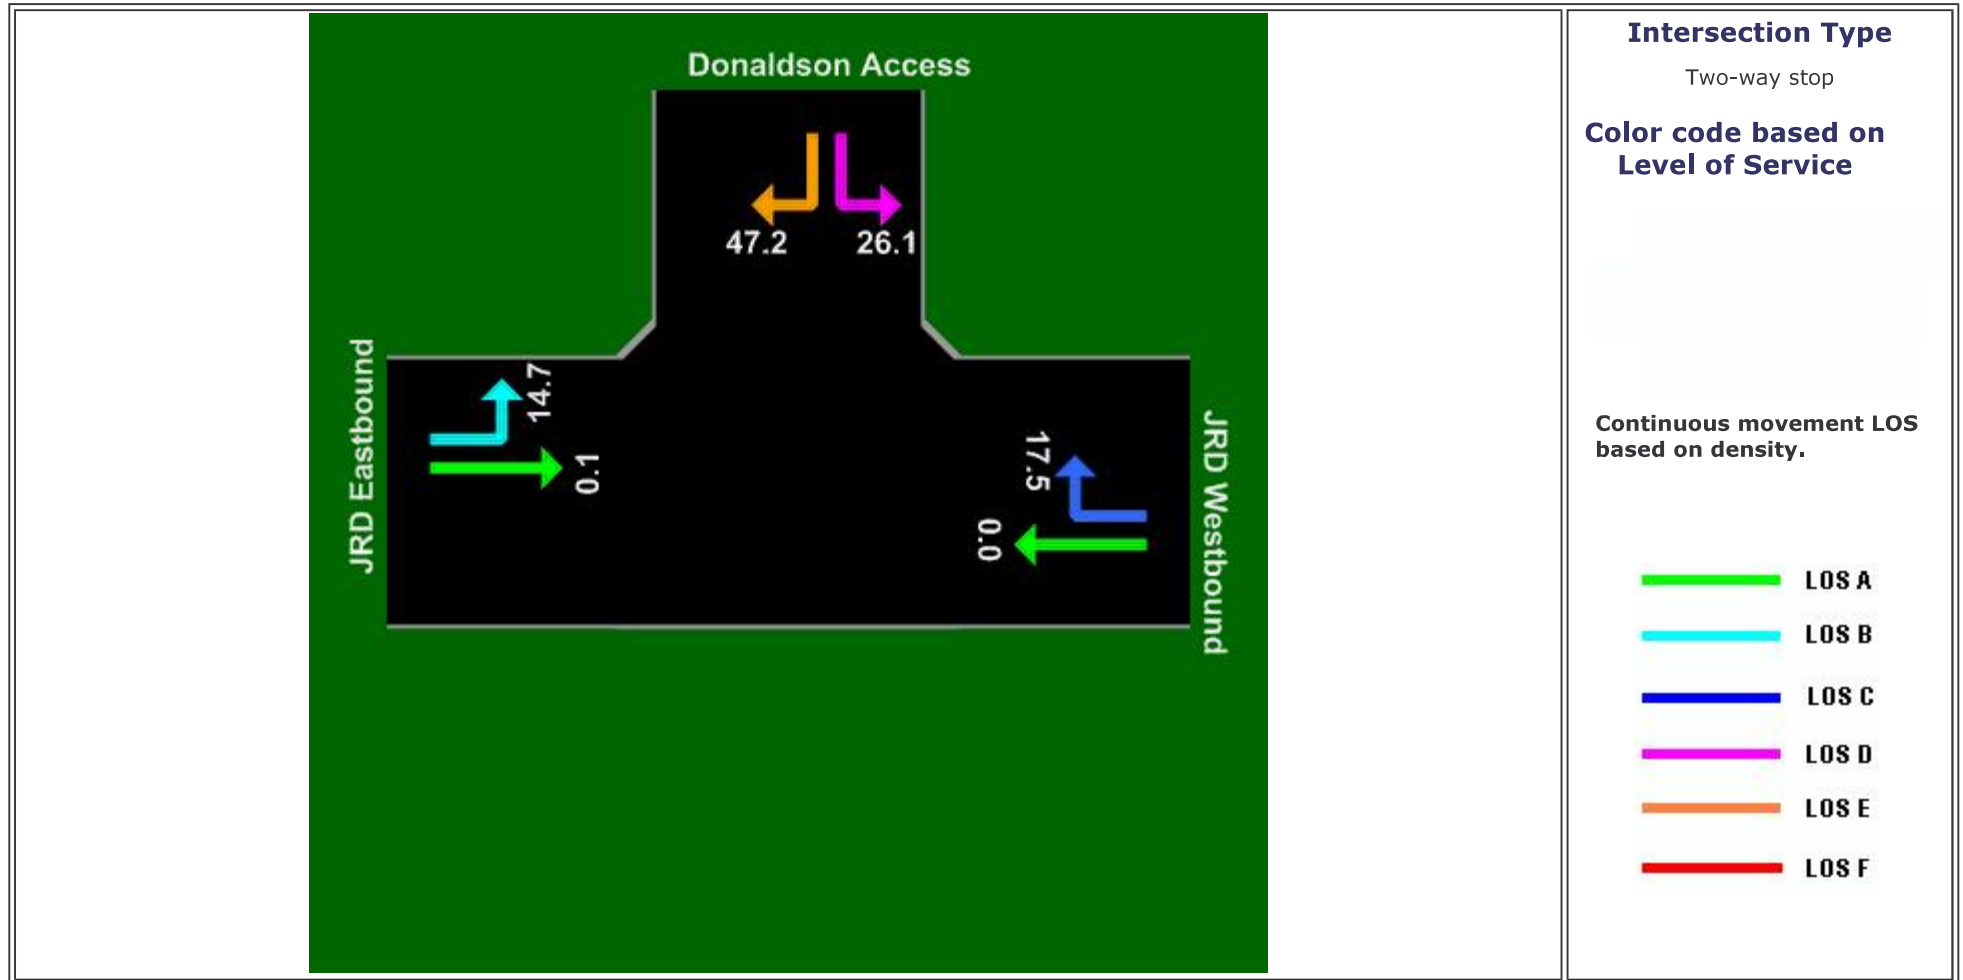 Donaldson Access
47.2
26.1
JRD Eastbound
14.7
0.1
17.5
0.0
JRD Westbound
Intersection Type
Two-way stop
Color code based on
Level of Service
Continuous movement LOS
based on density.
LOS A
LOS B
LOS C
LOS D
LOS E
LOS F